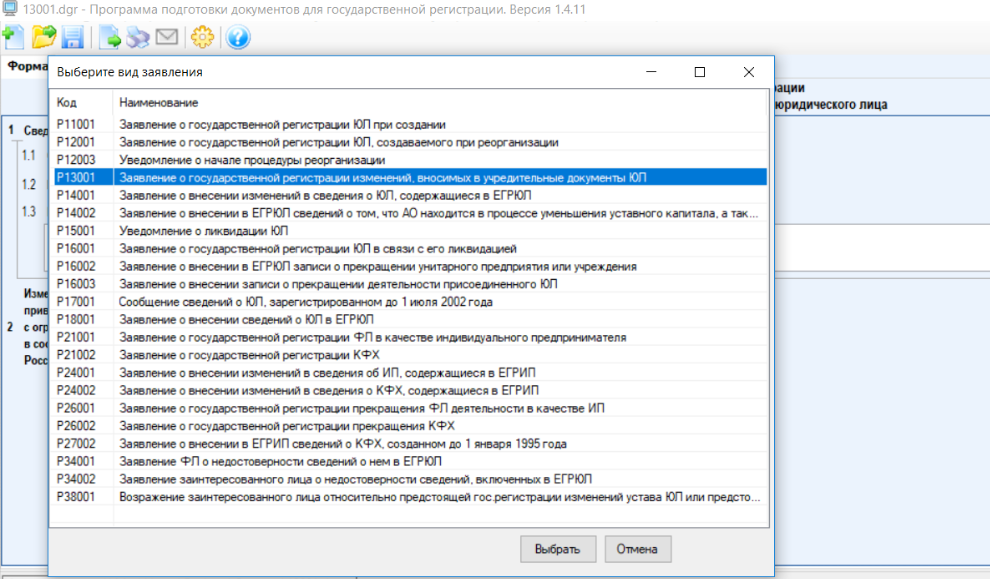 13001.dgr - Программа подготовки документов для государственной регистрации. Версия 1.4.11
Форма
Выберите вид заявления
юридического лица
Код Наименование
1
P11001 Заявление о государственной регистрации ЮЛ при создании
P12001 Заявление о государственной регистрации ЮЛ, создаваемого при реорганизации
1.1 P12003 Уведомление о начале процедуры реорганизации
P13001 Заявление о государственной регистрации изменений, вносимых в учредительные документы ЮЛ
1.2 P14001 Заявление о внесении изменений в сведения о ЮЛ, содержащиеся в ЕГРЮЛ
1.3 P14002 Заявление о внесении в ЕГРЮЛ сведений о том, что АО находится в процессе уменьшения уставного капитала, а так...
P15001 Уведомление о ликвидации ЮЛ
P16001 Заявление о государственной регистрации ЮЛ в связи с его ликвидацией
P16002 Заявление о внесении в ЕГРЮЛ записи о прекращении унитарного предприятия или учреждения
P16003 Заявление о внесении записи о прекращении деятельности присоединенного ЮЛ
P17001 Сообщение сведений о ЮЛ, зарегистрированном до 1 июля 2002 года
P18001 Заявление о внесении сведений о ЮЛ в ЕГРЮЛ
2 P21001 Заявление о государственной регистрации ФЛ в качестве индивидуального предпринимателя
P21002 Заявление о государственной регистрации КФХ
P24001 Заявление о внесении изменений в сведения об ИП, содержащиеся в ЕГРИП
P24002 Заявление о внесении изменений в сведения о КФХ, содержащиеся в ЕГРИП
P26001 Заявление о государственной регистрации прекращения ФЛ деятельности в качестве ИП
P26002 Заявление о государственной регистрации прекращения КФХ
P27002 Заявление о внесении в ЕГРИП сведений о КФХ, созданном до 1 января 1995 года
P34001 Заявление ФЛ о недостоверности сведений о нем в ЕГРЮЛ
P34002 Заявление заинтересованного лица о недостоверности сведений, включенных в ЕГРЮЛ
P38001 Возражение заинтересованного лица относительно предстоящей гос.регистрации изменений устава ЮЛ или предсто...
Выбрать Отмена